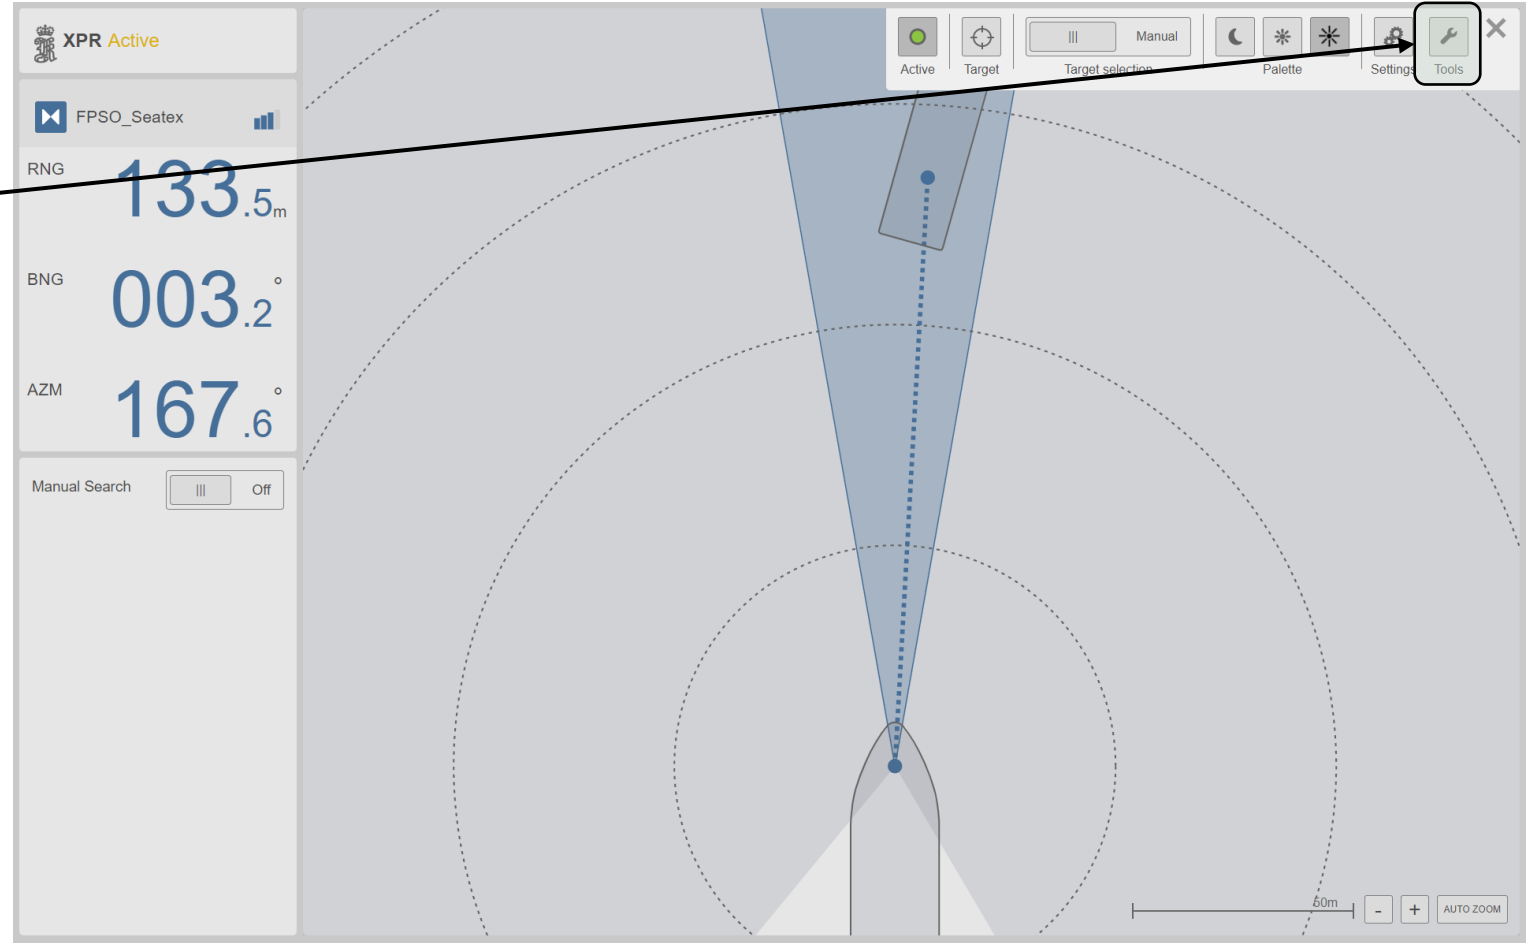 XPR Active
FPSO_Seatex
RNG 133.5m
BNG 003.2°
AZM 167.6°
Manual Search Off
Manual
Active Target Target selection Palette Settings Tools
50m - + AUTO ZOOM